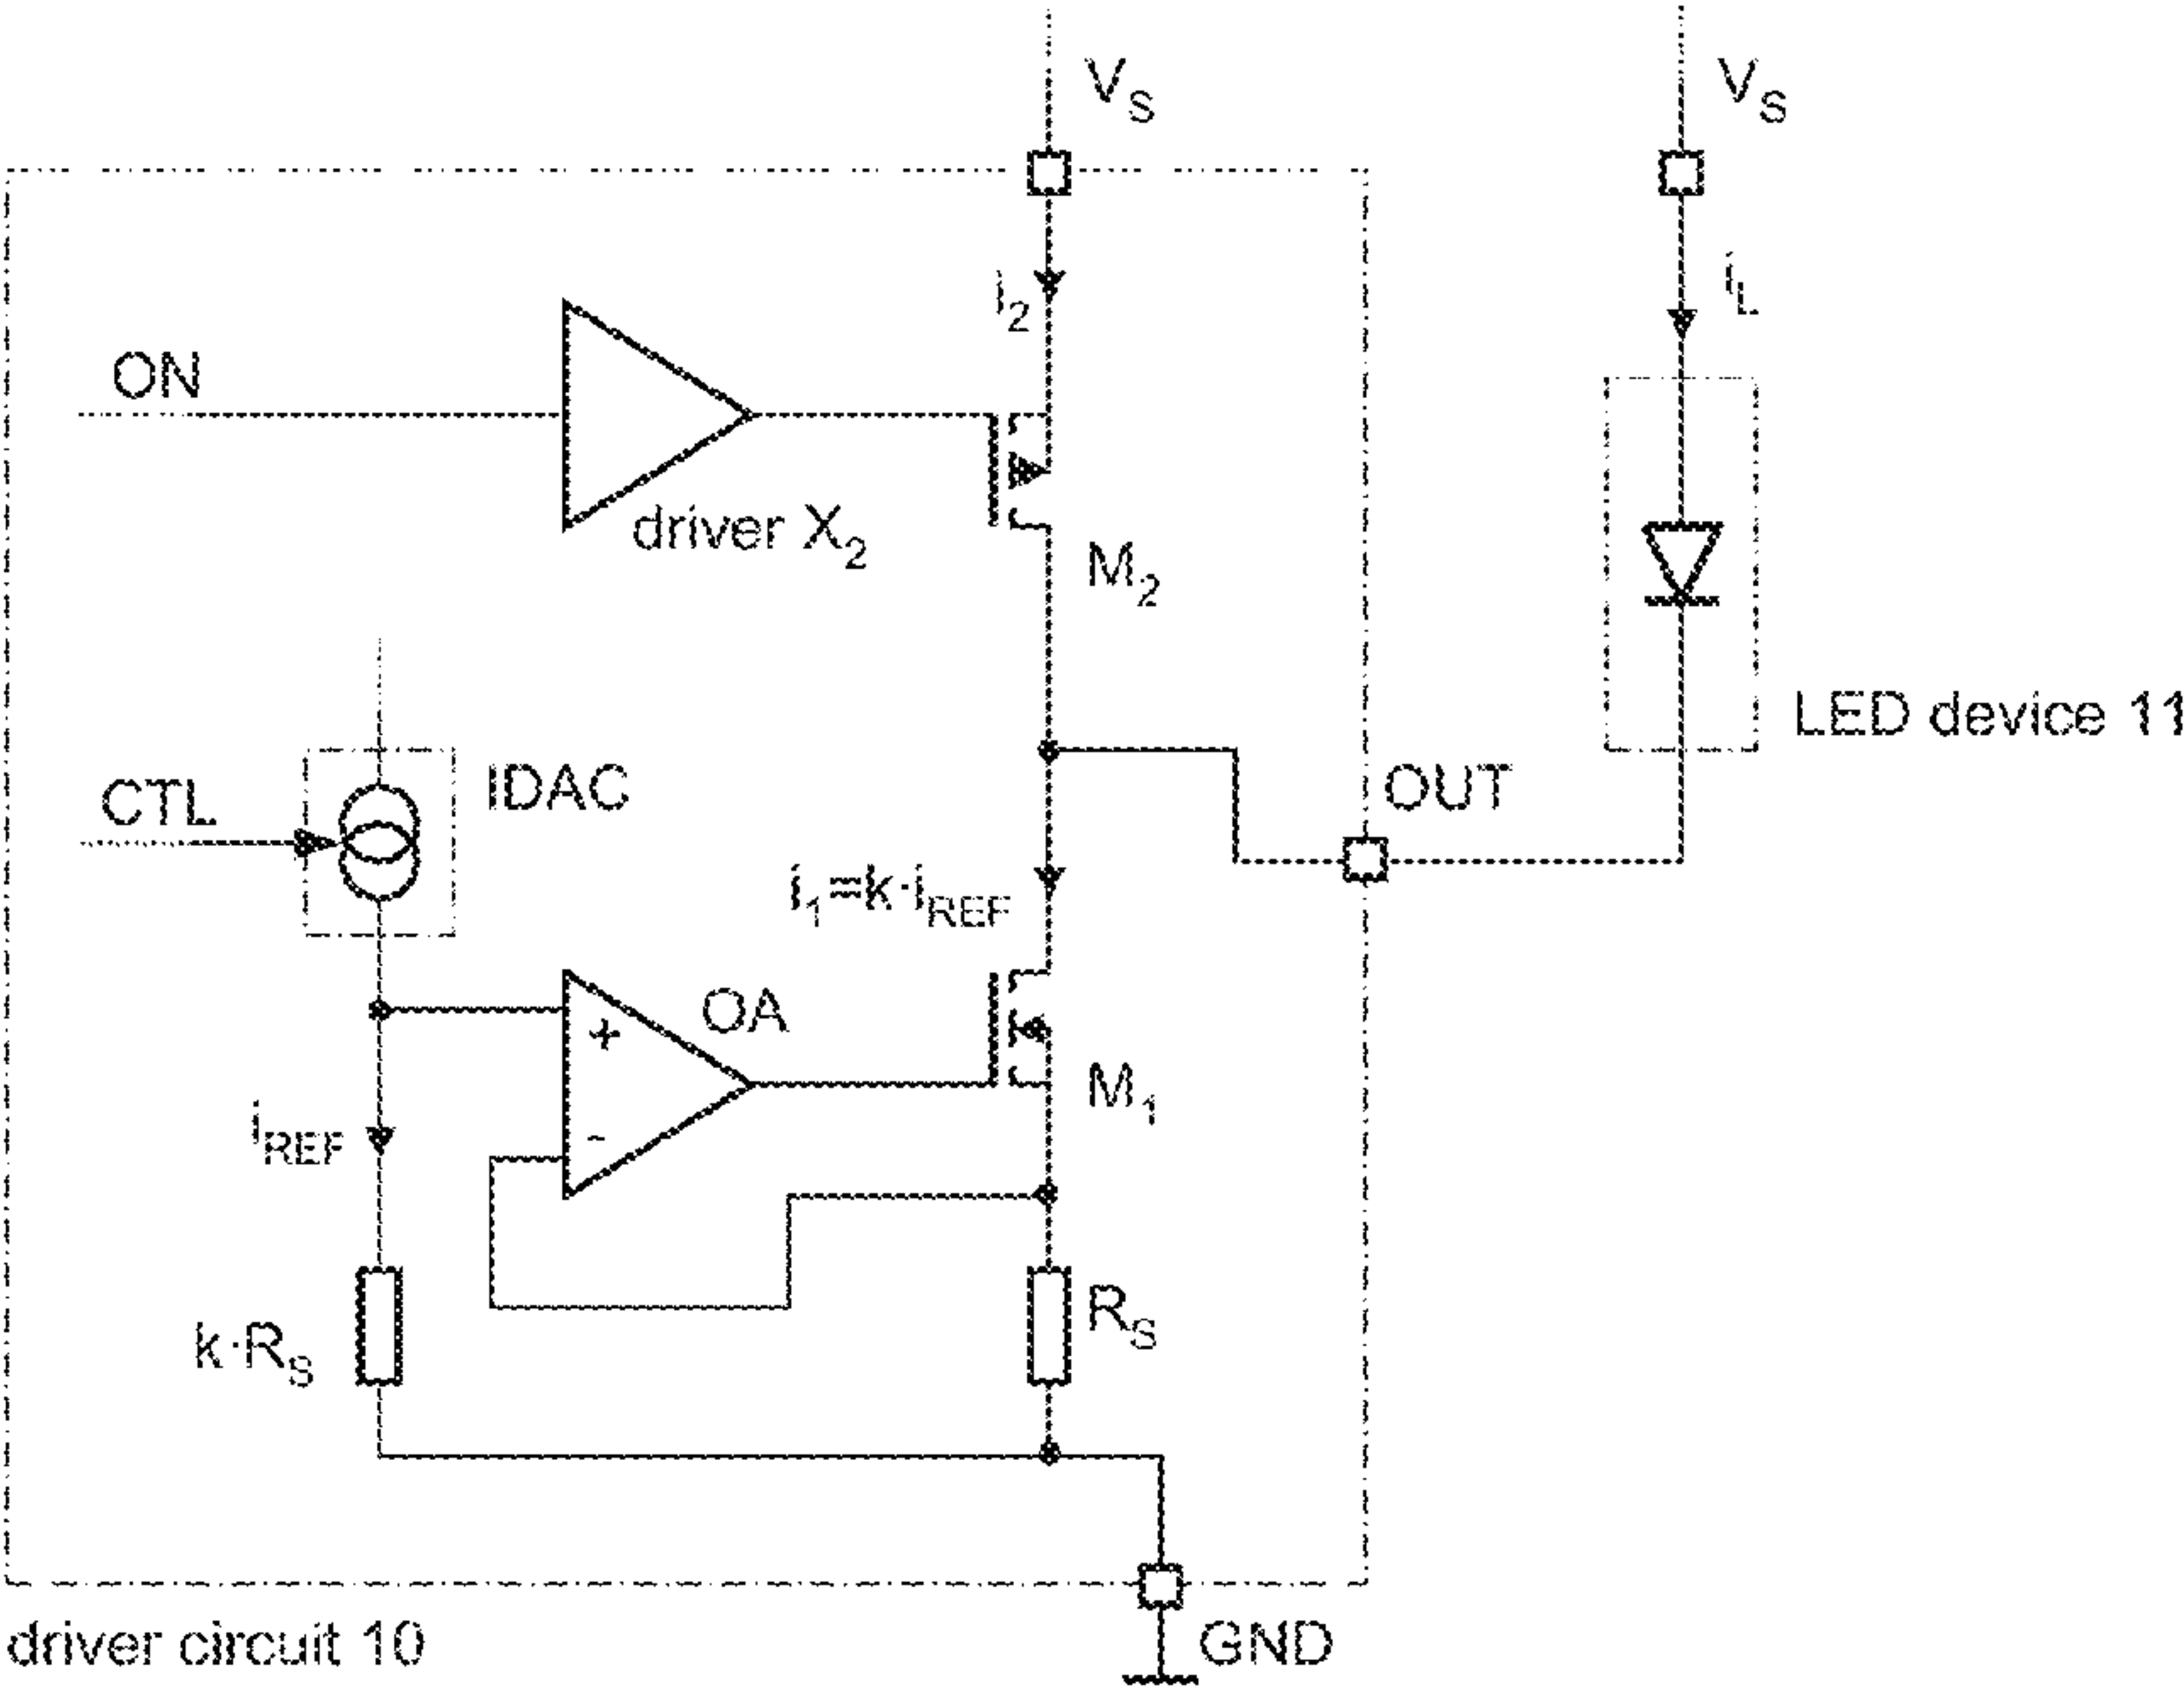 V_S
V_S
i_2
i_L
ON
driver X_2
M_2
LED device 11
CTL
IDAC
OUT
i_1=k·i_REF
+
OA
M_1
i_REF
-
k·R_S
R_S
driver circuit 10
GND